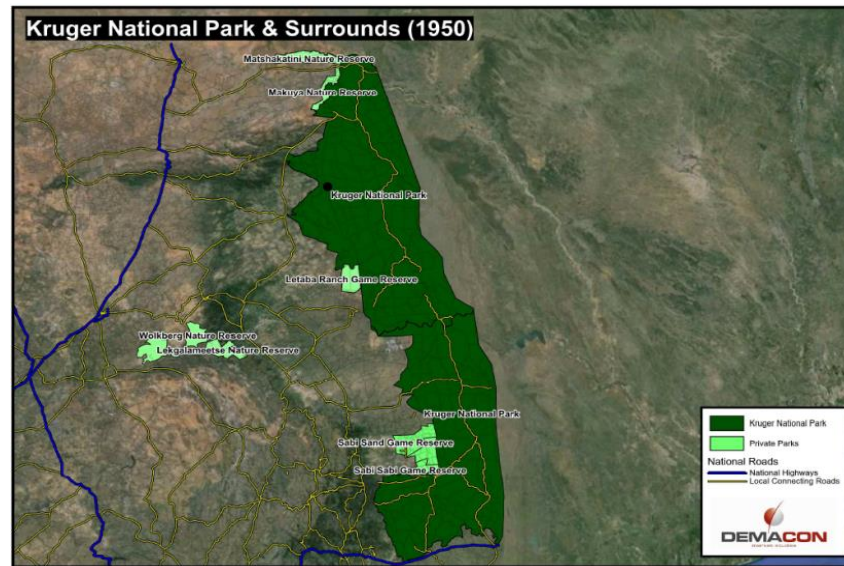 Kruger National Park & Surrounds (1950)
Matshakatini Nature Reserve
Makuya Nature Reserve
Kruger National Park
Letaba Ranch Game Reserve
Wolkberg Nature Reserve
Lekgalameetse Nature Reserve
Kruger National Park
Sabi Sand Game Reserve
Sabi Sabi Game Reserve
Kruger National Park
Private Parks
National Roads
National Highways
Local Connecting Roads
DEMACON